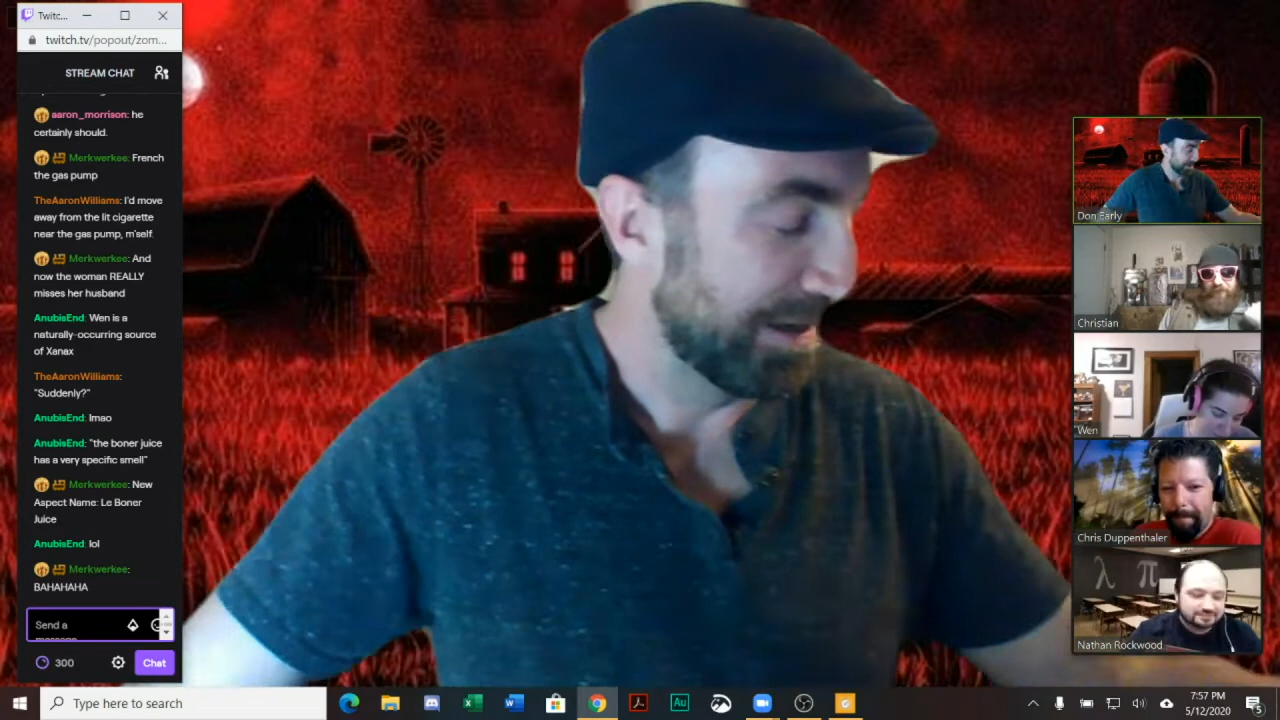 Twitc...
twitch.tv/popout/zom...
STREAM CHAT
aaron_morrison: he
certainly should.
Merkwerkee: French
the gas pump
TheAaronWilliams: I'd move
away from the lit cigarette
near the gas pump, m'self.
Merkwerkee: And
now the woman REALLY
misses her husband
AnubisEnd: Wen is a
naturally-occurring source
of Xanax
TheAaronWilliams:
"Suddenly?"
AnubisEnd: lmao
AnubisEnd: "the boner juice
has a very specific smell"
Merkwerkee: New
Aspect Name: Le Boner
Juice
AnubisEnd: lol
Merkwerkee:
BAHAHAHA
Send a
message
300
Chat
Don Early
Christian
Wen
Chris Duppenthaler
λ π
Nathan Rockwood
Type here to search
7:57 PM
5/12/2020
5